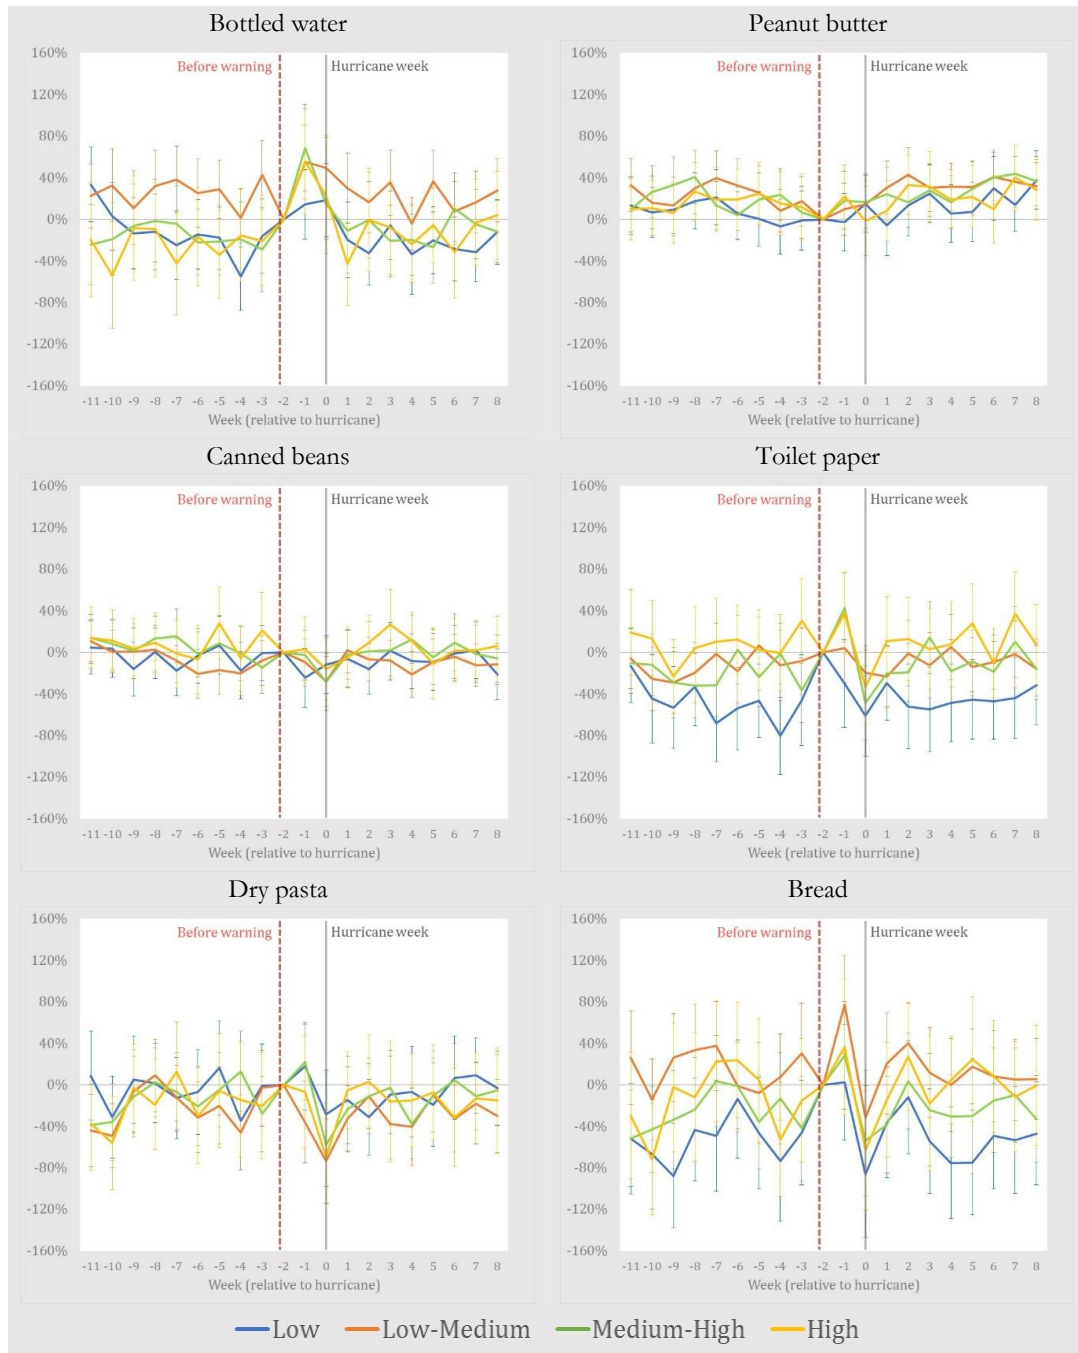 Bottled water
160%
Before warning
Hurricane week
120%
80%
40%
0%
-40%
-80%
-120%
-160%
-11 -10 -9 -8 -7 -6 -5 -4 -3 -2 -1 0 1 2 3 4 5 6 7 8
Week (relative to hurricane)
Peanut butter
160%
Before warning
Hurricane week
120%
80%
40%
0%
-40%
-80%
-120%
-160%
-11 -10 -9 -8 -7 -6 -5 -4 -3 -2 -1 0 1 2 3 4 5 6 7 8
Week (relative to hurricane)
Canned beans
160%
Before warning
Hurricane week
120%
80%
40%
0%
-40%
-80%
-120%
-160%
-11 -10 -9 -8 -7 -6 -5 -4 -3 -2 -1 0 1 2 3 4 5 6 7 8
Week (relative to hurricane)
Toilet paper
160%
Before warning
Hurricane week
120%
80%
40%
0%
-40%
-80%
-120%
-160%
-11 -10 -9 -8 -7 -6 -5 -4 -3 -2 -1 0 1 2 3 4 5 6 7 8
Week (relative to hurricane)
Dry pasta
160%
Before warning
Hurricane week
120%
80%
40%
0%
-40%
-80%
-120%
-160%
-11 -10 -9 -8 -7 -6 -5 -4 -3 -2 -1 0 1 2 3 4 5 6 7 8
Week (relative to hurricane)
Bread
160%
Before warning
Hurricane week
120%
80%
40%
0%
-40%
-80%
-120%
-160%
-11 -10 -9 -8 -7 -6 -5 -4 -3 -2 -1 0 1 2 3 4 5 6 7 8
Week (relative to hurricane)
Low Low-Medium Medium-High High